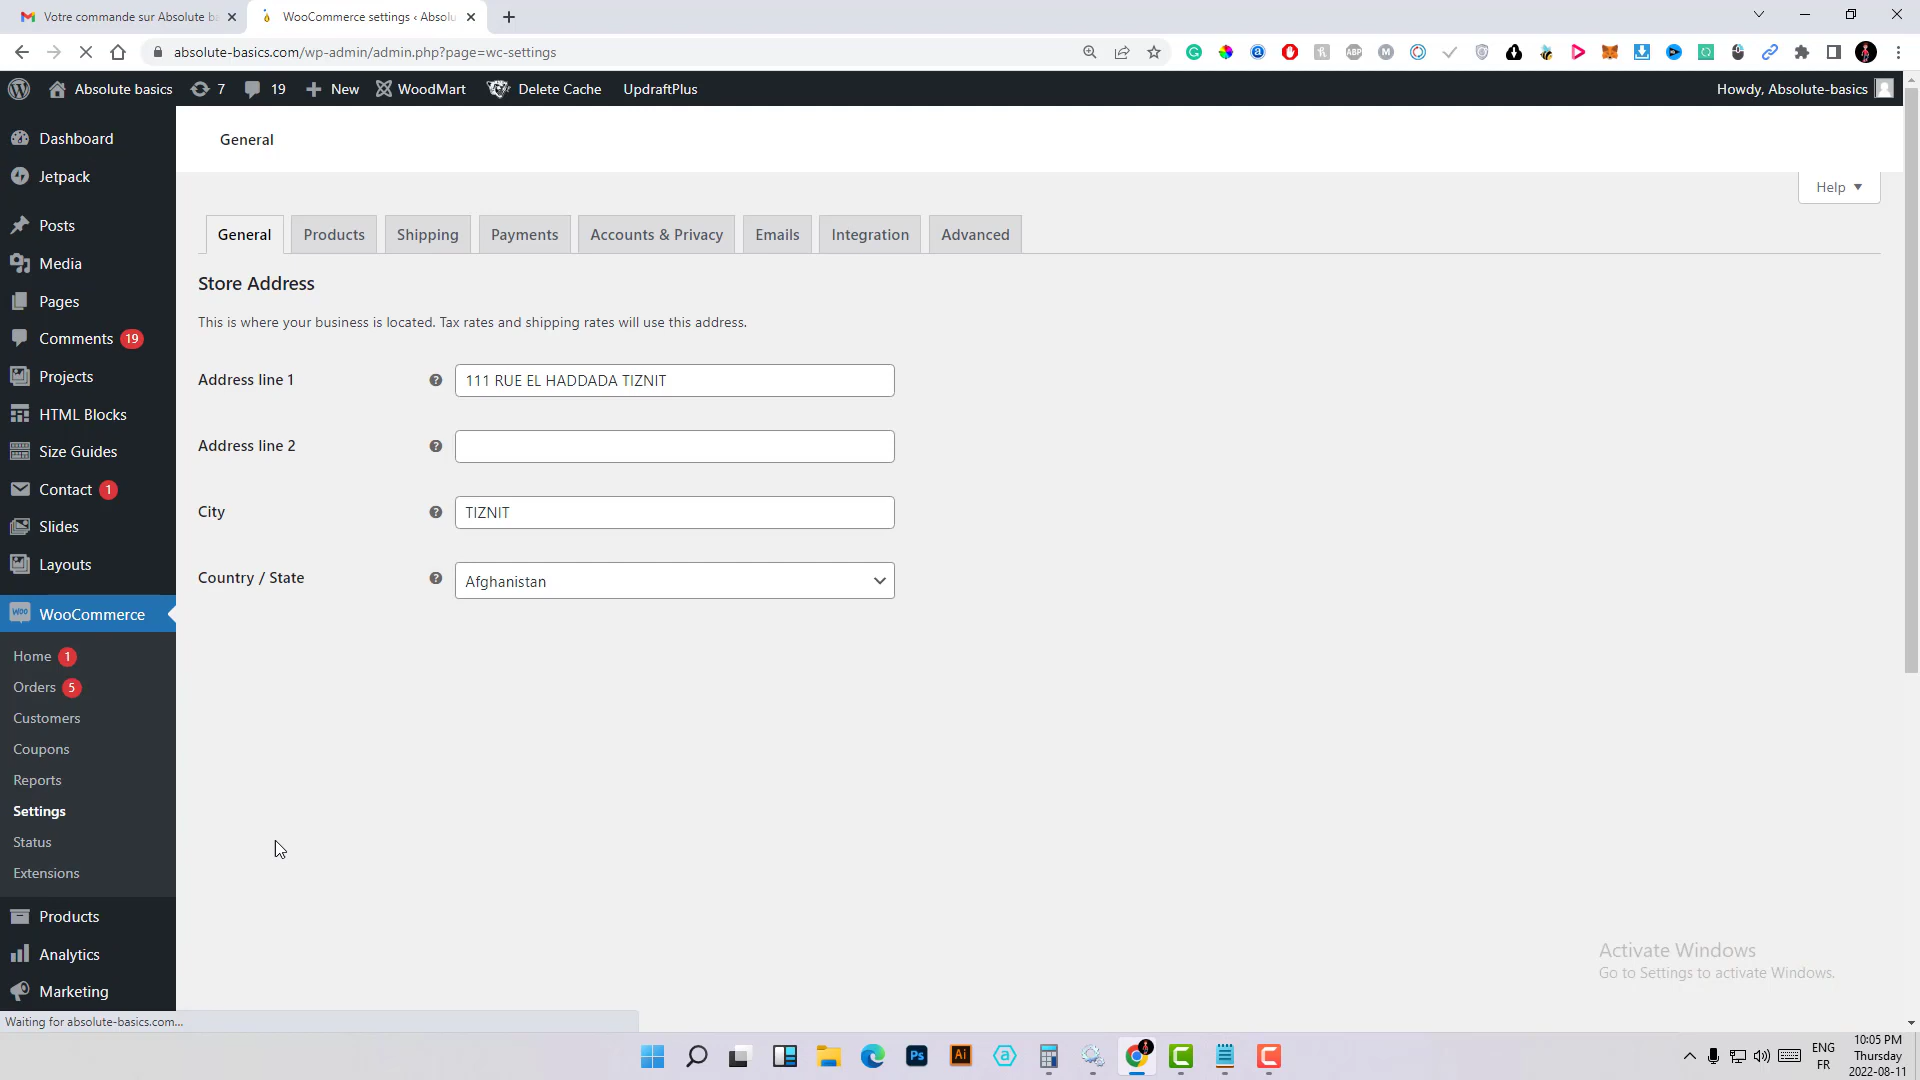 Votre commande sur Absolute ba
WooCommerce settings ‹ Absolu
absolute-basics.com/wp-admin/admin.php?page=wc-settings
Absolute basics
7
19
New
WoodMart
Delete Cache
UpdraftPlus
Howdy, Absolute-basics
Dashboard
Jetpack
Posts
Media
Pages
Comments 19
Projects
HTML Blocks
Size Guides
Contact 1
Slides
Layouts
WooCommerce
Home 1
Orders 5
Customers
Coupons
Reports
Settings
Status
Extensions
Products
Analytics
Marketing
General
Help
General
Products
Shipping
Payments
Accounts & Privacy
Emails
Integration
Advanced
Store Address
This is where your business is located. Tax rates and shipping rates will use this address.
Address line 1
111 RUE EL HADDADA TIZNIT
Address line 2
City
TIZNIT
Country / State
Afghanistan
Activate Windows
Go to Settings to activate Windows.
Waiting for absolute-basics.com...
Ps
Ai
ENG
FR
10:05 PM
Thursday
2022-08-11